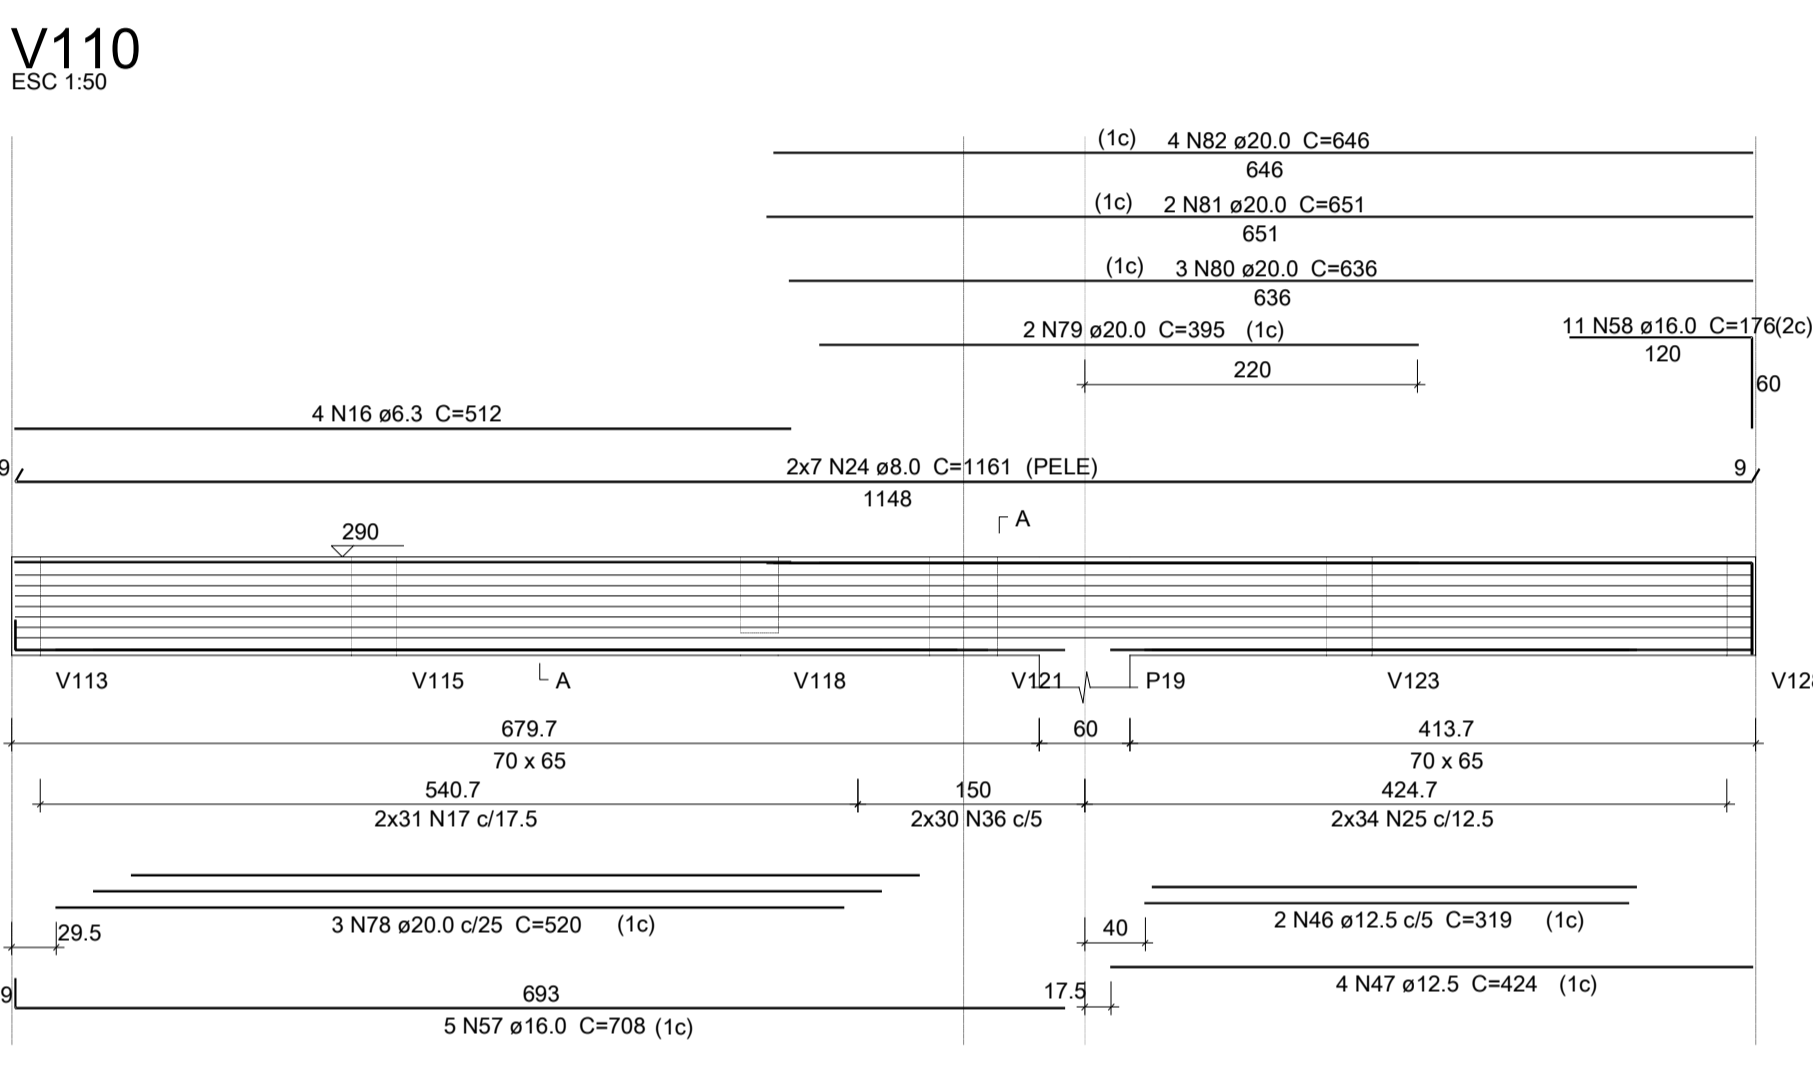 V110
ESC 1:50
(1c) 4 N82 ø20.0 C=646
646
(1c) 2 N81 ø20.0 C=651
651
(1c) 3 N80 ø20.0 C=636
636
2 N79 ø20.0 C=395 (1c)
11 N58 ø16.0 C=176(2c)
120
220
60
4 N16 ø6.3 C=512
9
2x7 N24 ø8.0 C=1161 (PELE)
9
1148
A
290
V113
V115
A
V118
V121
P19
V123
V12
679.7
60
413.7
70 x 65
70 x 65
540.7
150
424.7
2x31 N17 c/17.5
2x30 N36 c/5
2x34 N25 c/12.5
3 N78 ø20.0 c/25 C=520 (1c)
2 N46 ø12.5 c/5 C=319 (1c)
29.5
40
9
693
17.5
4 N47 ø12.5 C=424 (1c)
5 N57 ø16.0 C=708 (1c)